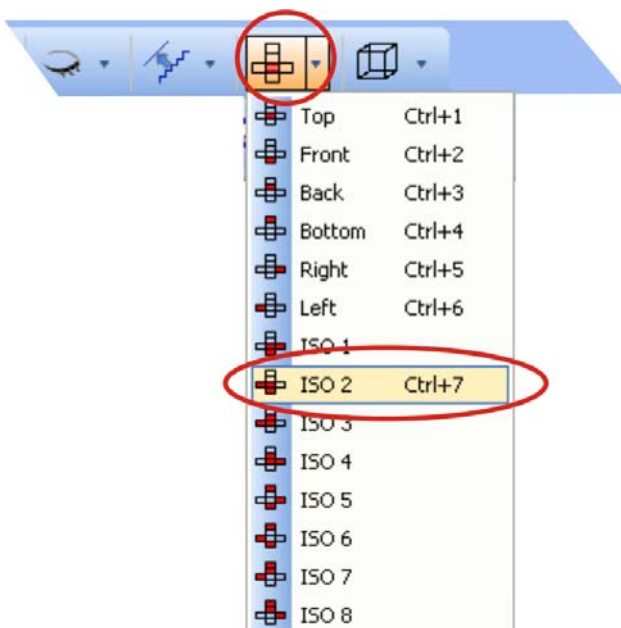 Top Ctrl+1
Front Ctrl+2
Back Ctrl+3
Bottom Ctrl+4
Right Ctrl+5
Left Ctrl+6
ISO 1
ISO 2 Ctrl+7
ISO 3
ISO 4
ISO 5
ISO 6
ISO 7
ISO 8